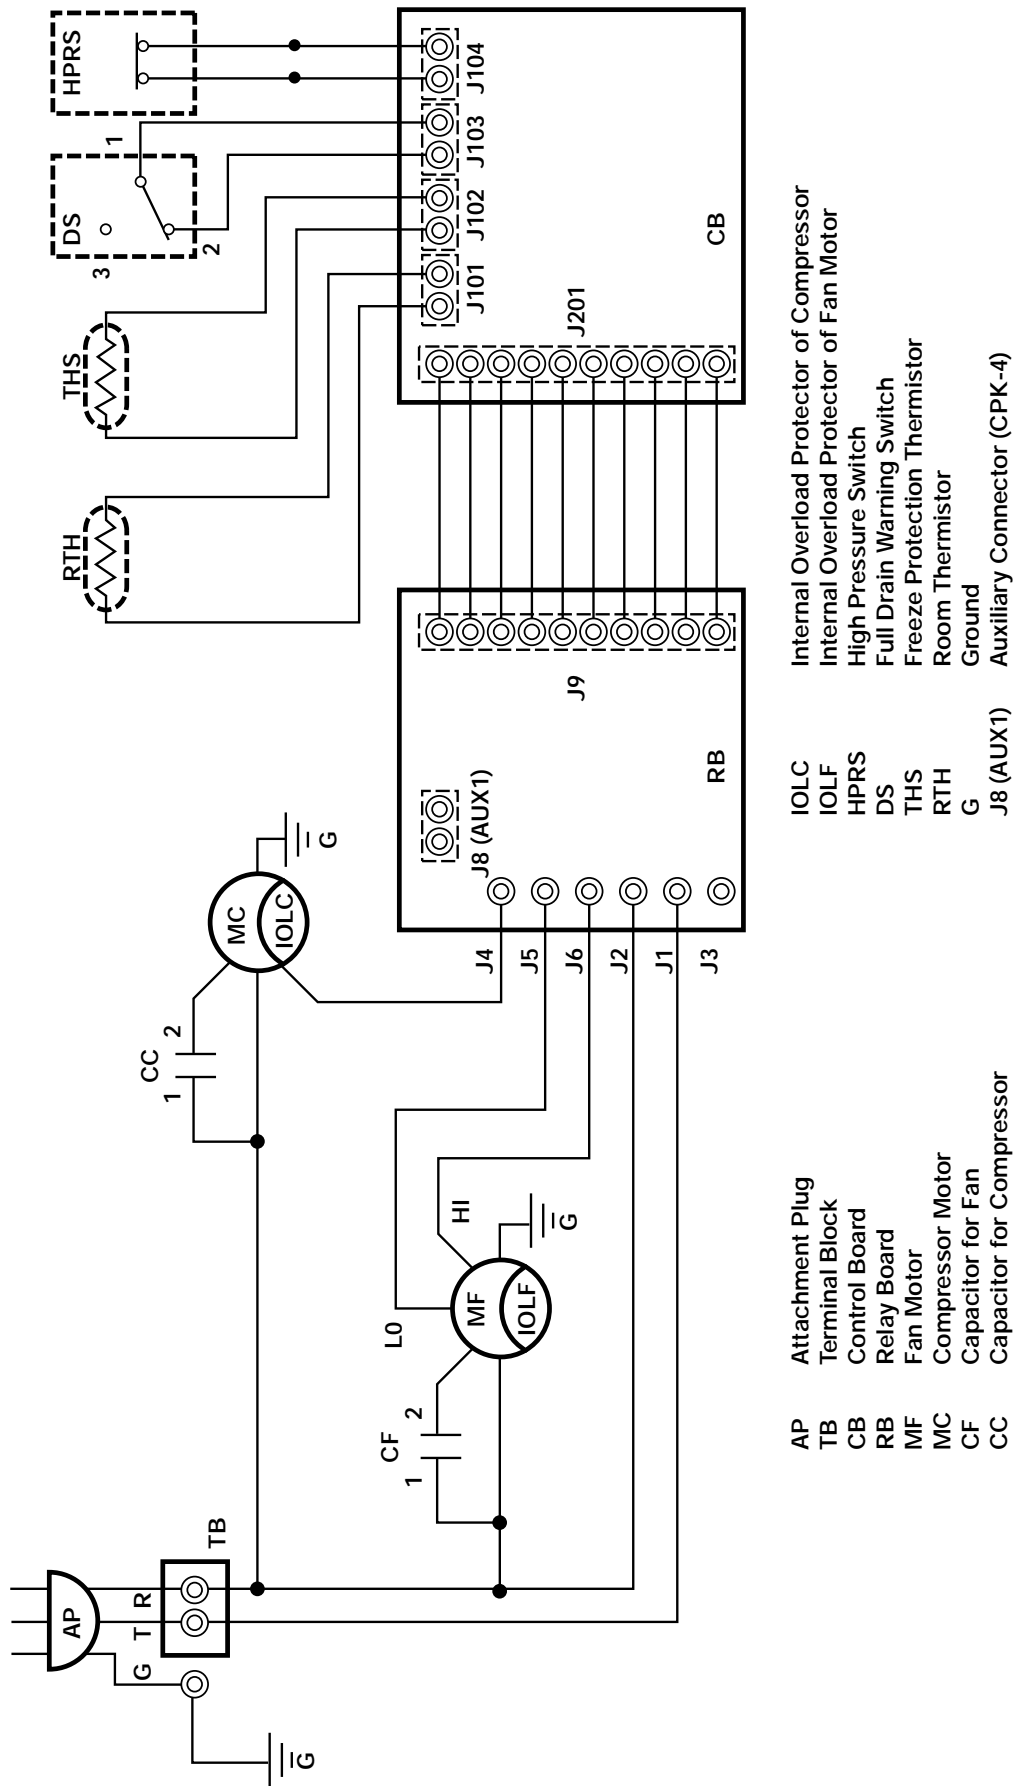 AP
G
T
R
TB
G
CF
1
2
LO
MF
IOLF
HI
G
CC
1
2
MC
IOLC
G
J4
J5
J6
J2
J1
J3
J8 (AUX1)
J9
RB
RTH
THS
DS
3
1
2
HPRS
J101
J102
J103
J104
J201
CB
AP Attachment Plug
TB Terminal Block
CB Control Board
RB Relay Board
MF Fan Motor
MC Compressor Motor
CF Capacitor for Fan
CC Capacitor for Compressor
IOLC Internal Overload Protector of Compressor
IOLF Internal Overload Protector of Fan Motor
HPRS High Pressure Switch
DS Full Drain Warning Switch
THS Freeze Protection Thermistor
RTH Room Thermistor
G Ground
J8 (AUX1) Auxiliary Connector (CPK-4)